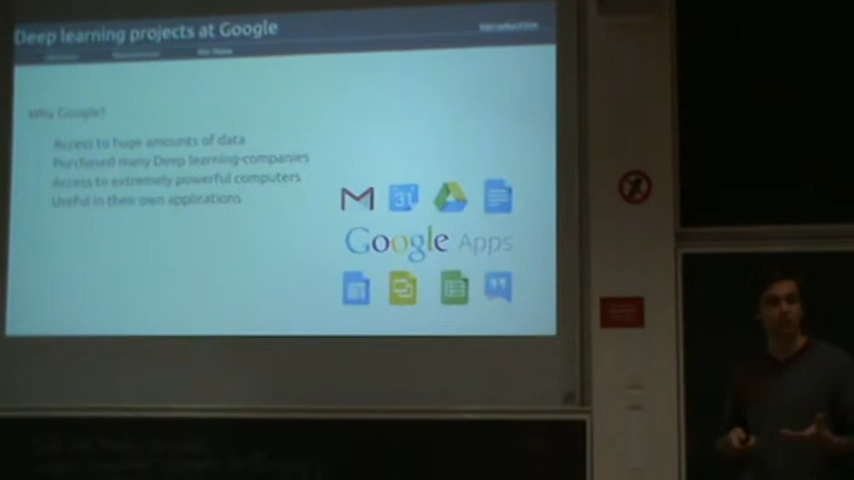 Deep learning projects at Google
Introduction
Why Google?
Access to huge amounts of data
Purchased many Deep learning-companies
Access to extremely powerful computers
Useful in their own applications
31
Google Apps